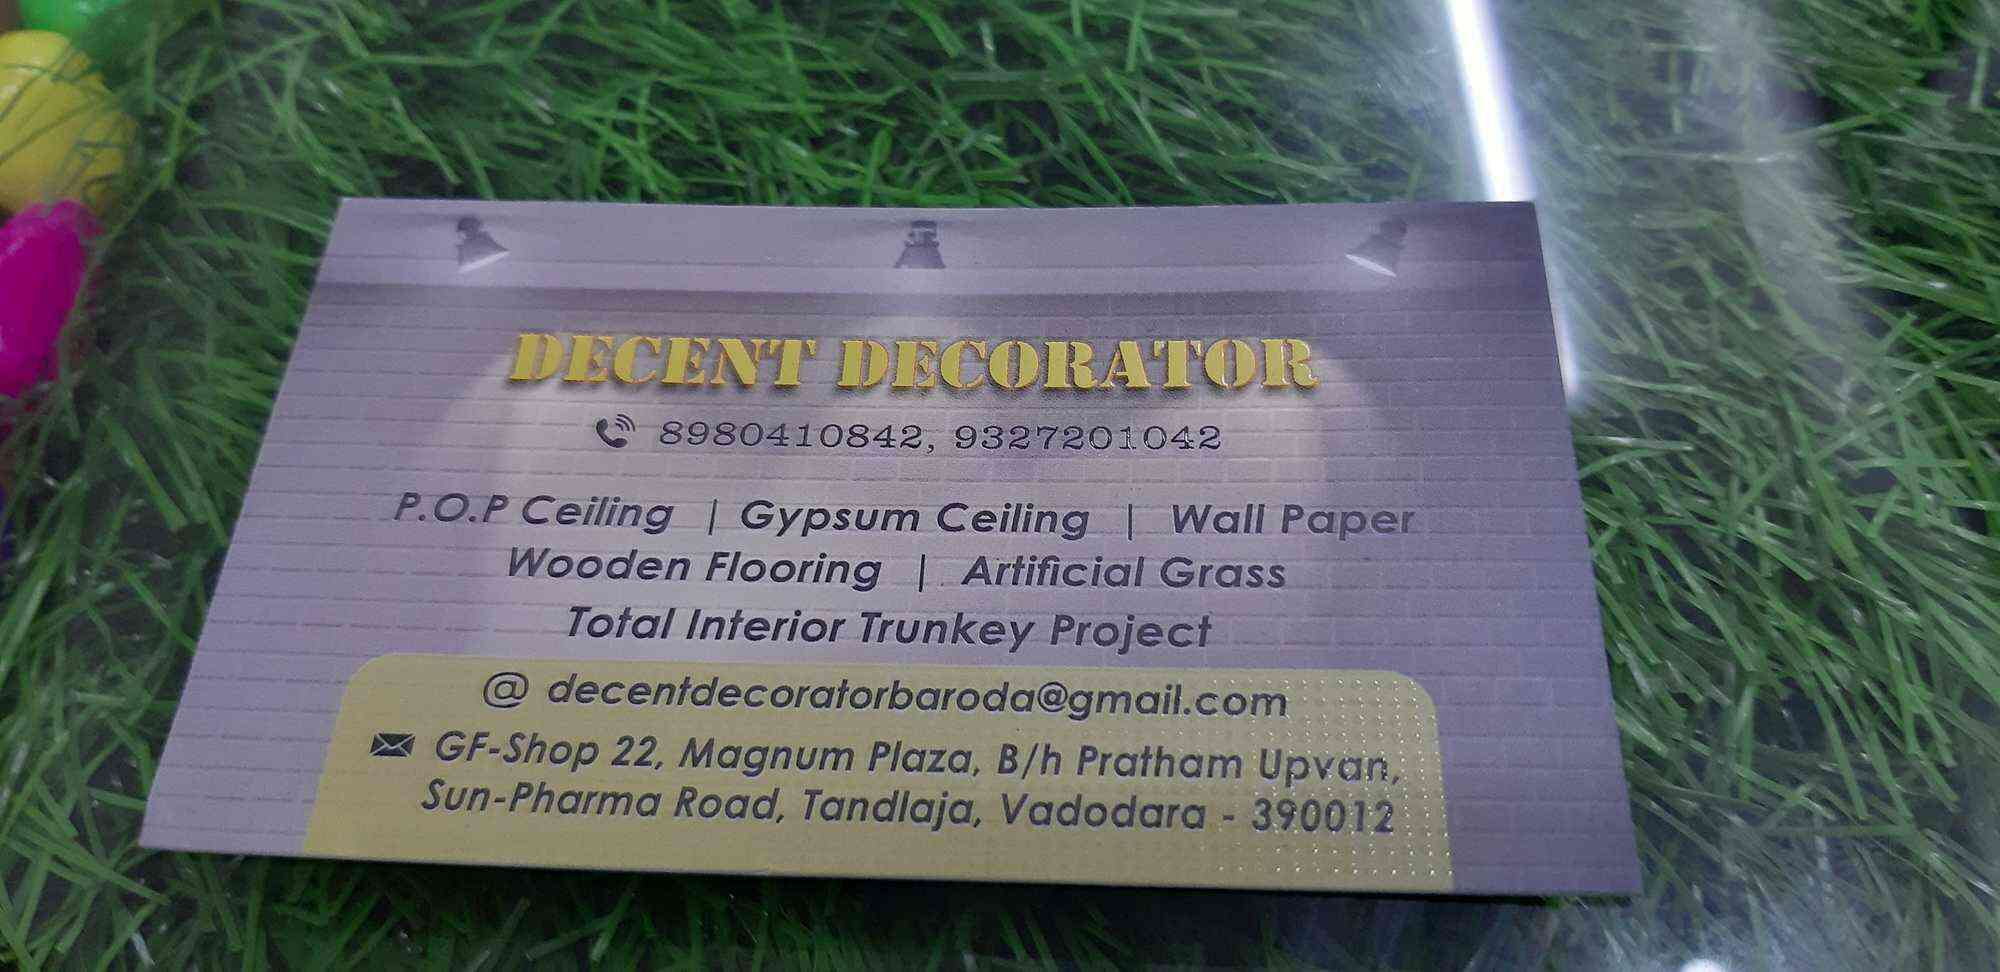 DECENT DECORATOR
8980410842, 9327201042
P.O.P Ceiling | Gypsum Ceiling | Wall Paper
Wooden Flooring | Artificial Grass
Total Interior Trunkey Project
@ decentdecoratorbaroda@gmail.com
GF-Shop 22, Magnum Plaza, B/h Pratham Upvan,
Sun-Pharma Road, Tandlaja, Vadodara - 390012